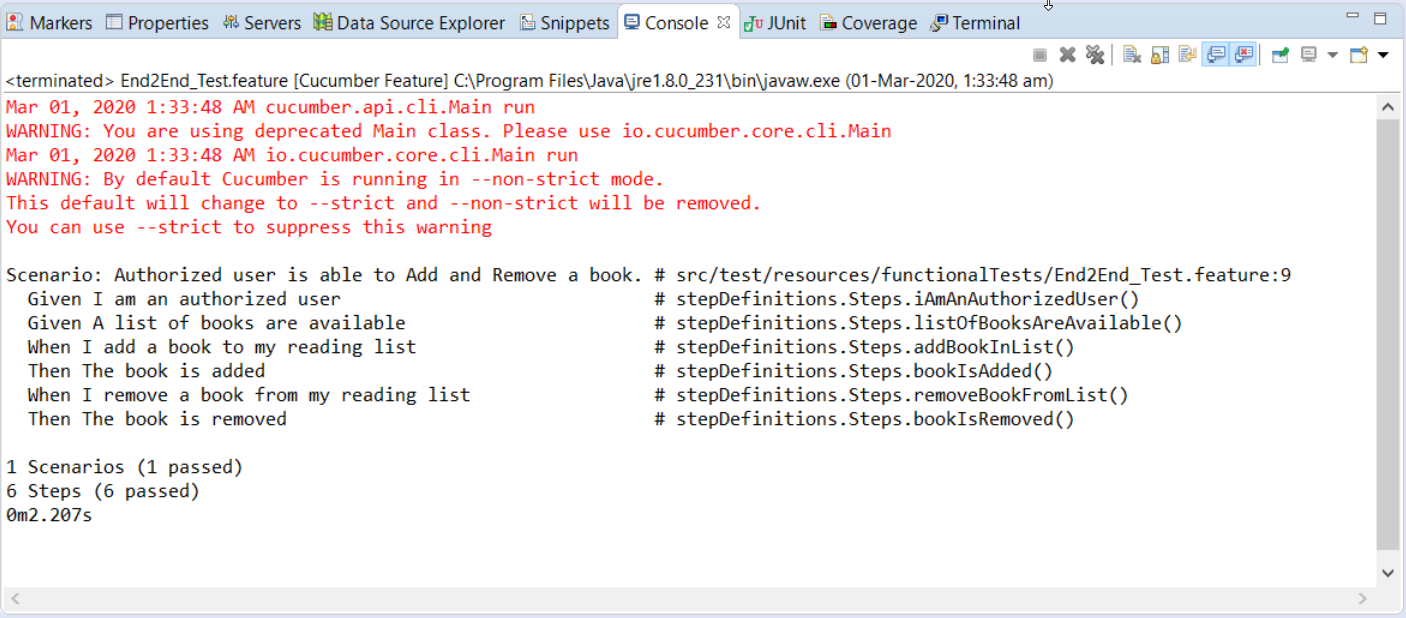 Markers Properties Servers Data Source Explorer Snippets Console JUnit Coverage Terminal
<terminated> End2End_Test.feature [Cucumber Feature] C:\Program Files\Java\jre1.8.0_231\bin\javaw.exe (01-Mar-2020, 1:33:48 am)
Mar 01, 2020 1:33:48 AM cucumber.api.cli.Main run
WARNING: You are using deprecated Main class. Please use io.cucumber.core.cli.Main
Mar 01, 2020 1:33:48 AM io.cucumber.core.cli.Main run
WARNING: By default Cucumber is running in --non-strict mode.
This default will change to --strict and --non-strict will be removed.
You can use --strict to suppress this warning
Scenario: Authorized user is able to Add and Remove a book. # src/test/resources/functionalTests/End2End_Test.feature:9
Given I am an authorized user # stepDefinitions.Steps.iAmAnAuthorizedUser()
Given A list of books are available # stepDefinitions.Steps.listOfBooksAreAvailable()
When I add a book to my reading list # stepDefinitions.Steps.addBookInList()
Then The book is added # stepDefinitions.Steps.bookIsAdded()
When I remove a book from my reading list # stepDefinitions.Steps.removeBookFromList()
Then The book is removed # stepDefinitions.Steps.bookIsRemoved()
1 Scenarios (1 passed)
6 Steps (6 passed)
0m2.207s